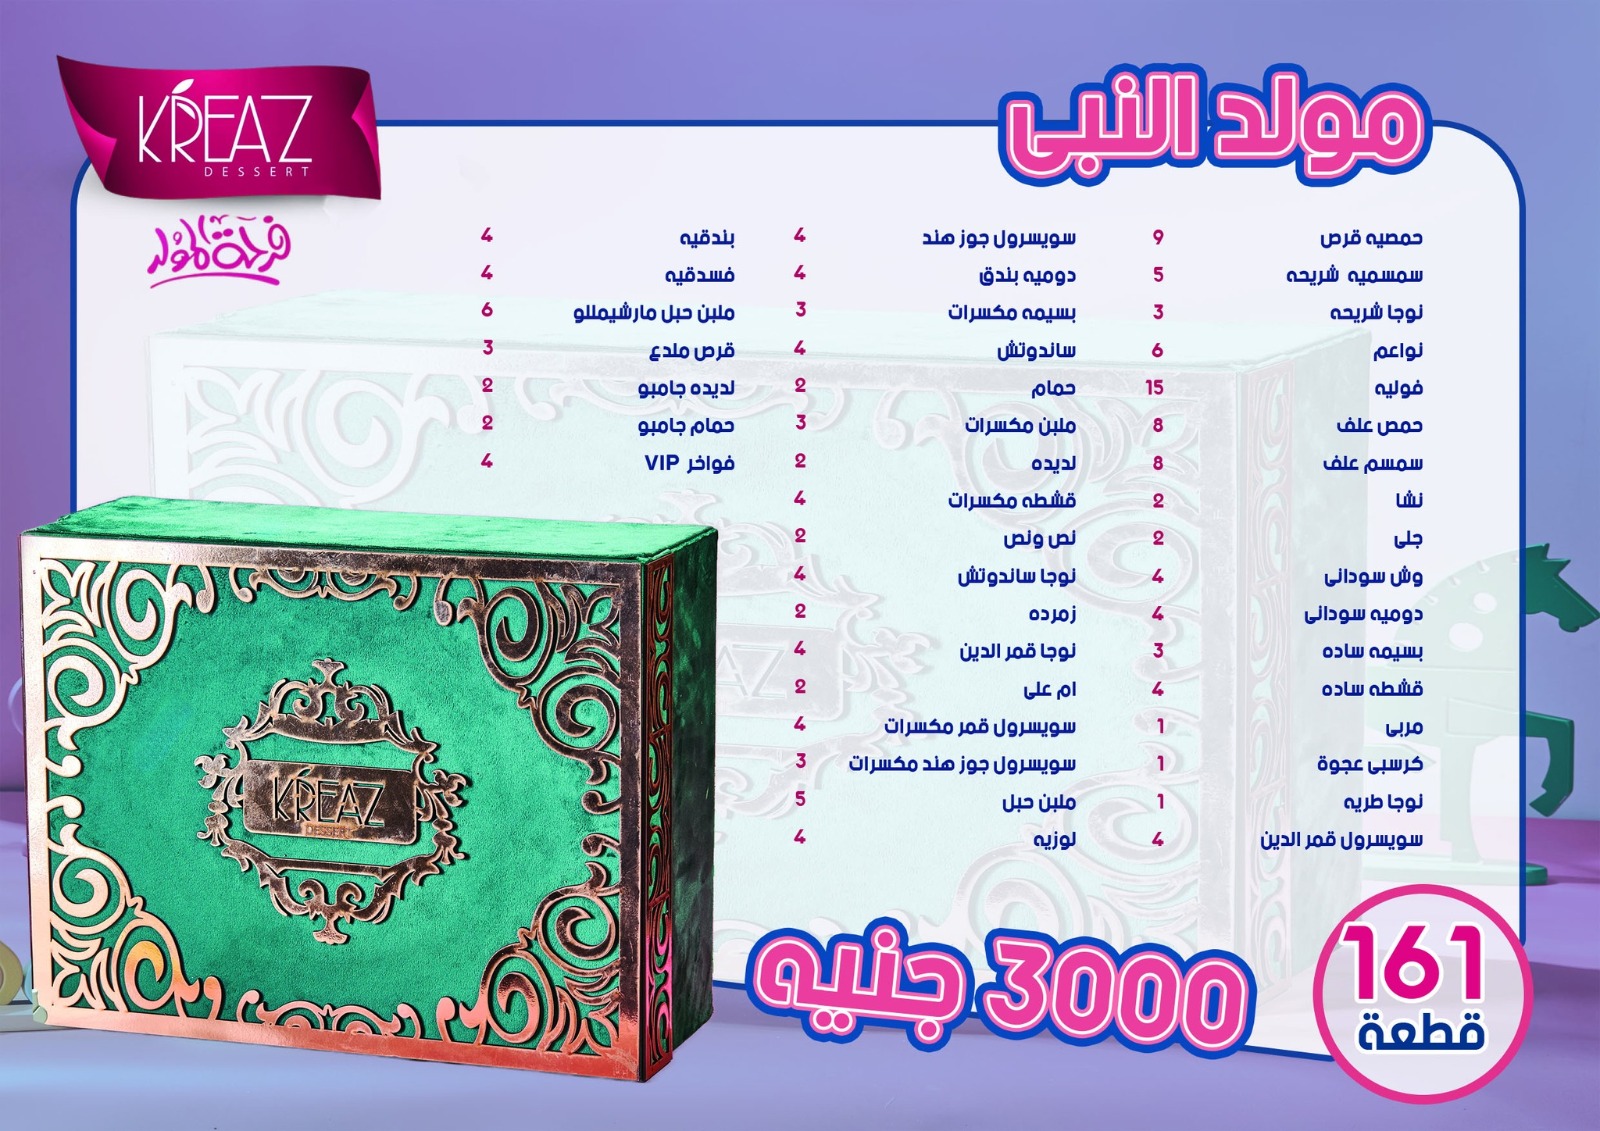 KREAZ
DESSERT
مولد النبى
فرحة المولد
حمصيه قرص 9
سمسميه شريحه 5
نوجا شريحه 3
نواعم 6
فوليه 15
حمص علف 8
سمسم علف 8
نشا 2
جلى 2
وش سودانى 4
دوميه سودانى 4
بسيمه ساده 3
قشطه ساده 4
مربى 1
كرسبى عجوة 1
نوجا طريه 1
سويسرول قمر الدين 4
سويسرول جوز هند 4
دوميه بندق 4
بسيمه مكسرات 3
ساندوتش 4
حمام 2
ملبن مكسرات 3
لديده 2
قشطه مكسرات 4
نص ونص 2
نوجا ساندوتش 4
زمرده 2
نوجا قمر الدين 4
ام على 2
سويسرول قمر مكسرات 4
سويسرول جوز هند مكسرات 3
ملبن حبل 5
لوزيه 4
بندقيه 4
فسدقيه 4
ملبن حبل مارشيمللو 6
قرص ملدع 3
لديده جامبو 2
حمام جامبو 2
فواخر VIP 4
KREAZ
DESSERT
3000 جنيه
161
قطعة